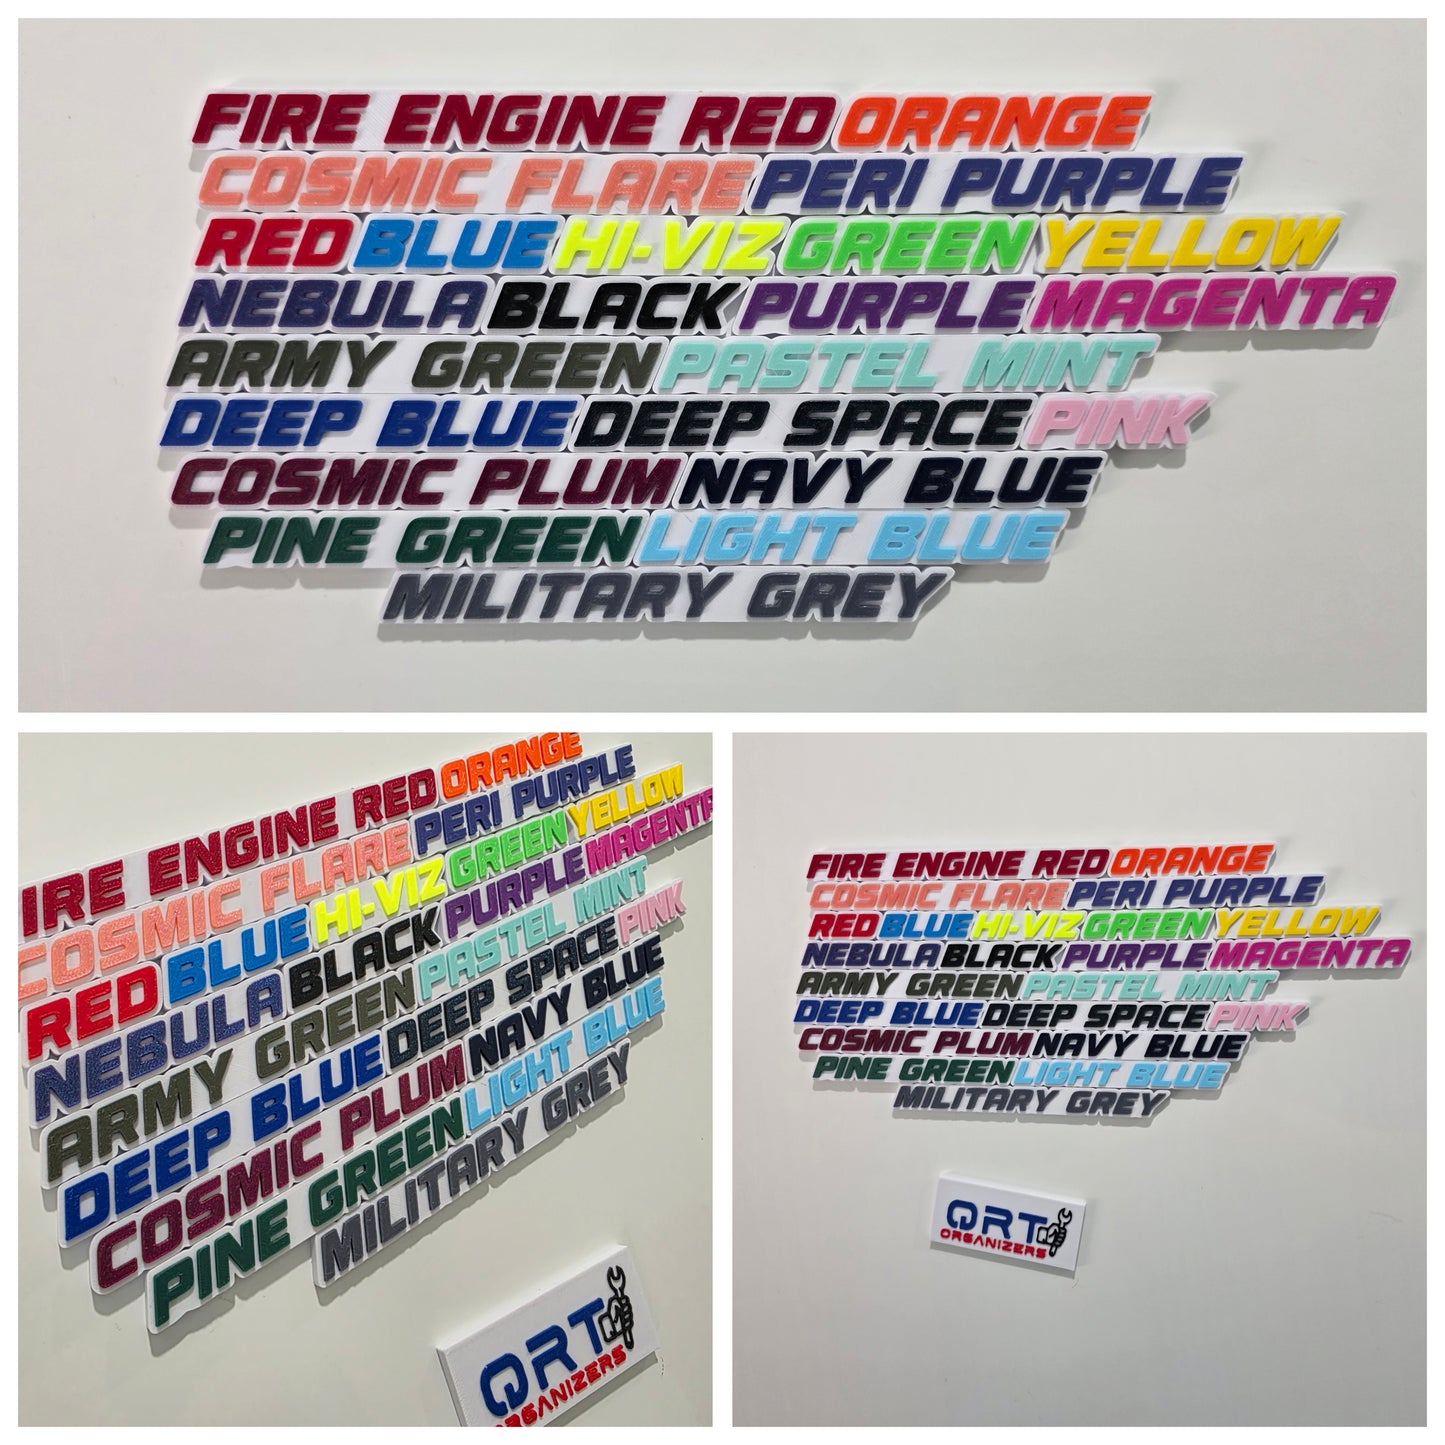 FIRE ENGINE RED ORANGE
COSMIC FLARE PERI PURPLE
RED BLUE HI-VIZ GREEN YELLOW
NEBULA BLACK PURPLE MAGENTA
ARMY GREEN PASTEL MINT
DEEP BLUE DEEP SPACE PINK
COSMIC PLUM NAVY BLUE
PINE GREEN LIGHT BLUE
MILITARY GREY
IRE ENGINE RED ORANGE
COSMIC FLARE PERI PURPLE
RED BLUE HI-VIZ GREEN YELLOW
NEBULA BLACK PURPLE MAGENTA
ARMY GREEN PASTEL MINT
DEEP BLUE DEEP SPACE PINK
COSMIC PLUM NAVY BLUE
PINE GREEN LIGHT BLUE
MILITARY GREY
QRT
ORGANIZERS
FIRE ENGINE RED ORANGE
COSMIC FLARE PERI PURPLE
RED BLUE HI-VIZ GREEN YELLOW
NEBULA BLACK PURPLE MAGENTA
ARMY GREEN PASTEL MINT
DEEP BLUE DEEP SPACE PINK
COSMIC PLUM NAVY BLUE
PINE GREEN LIGHT BLUE
MILITARY GREY
QRT
ORGANIZERS